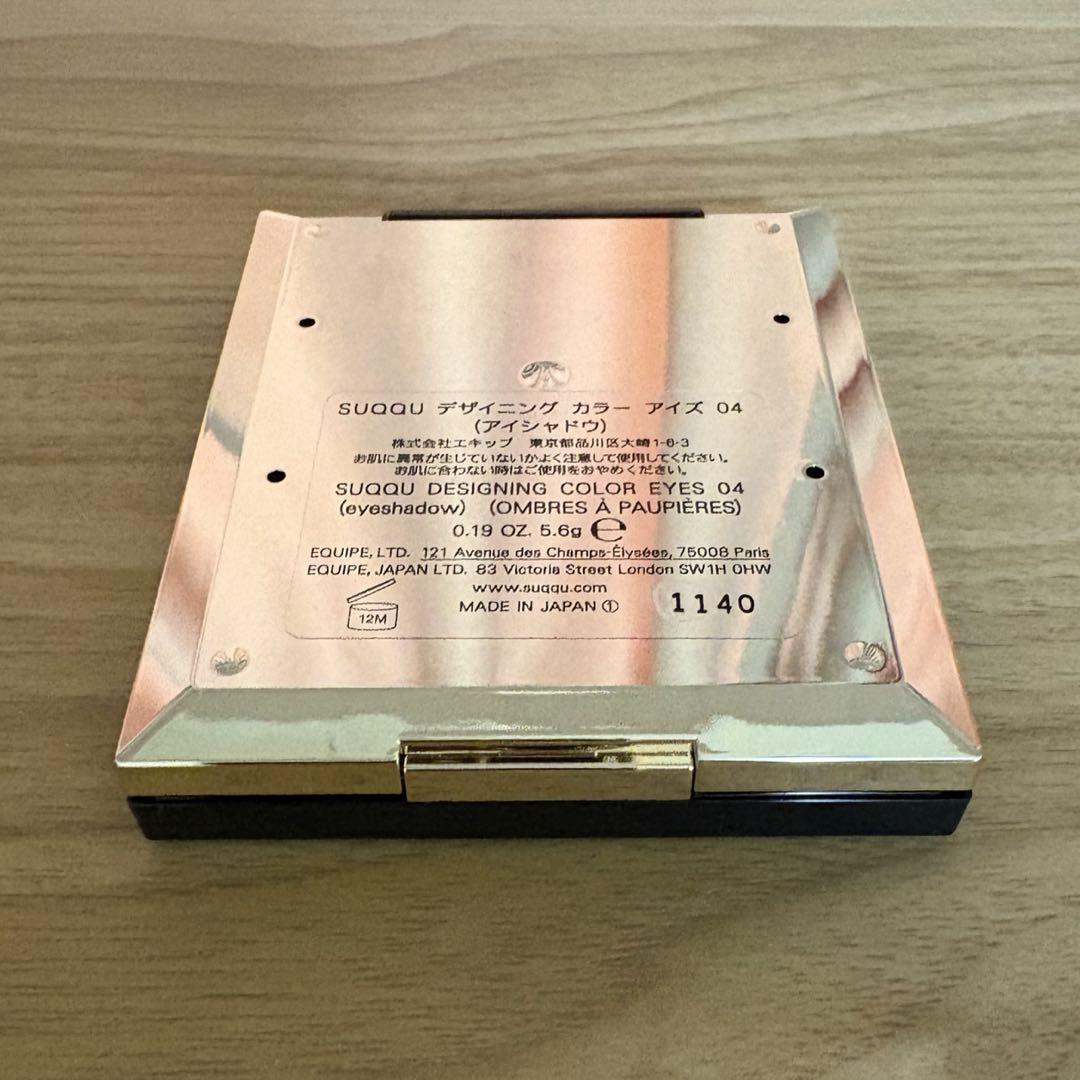 SUQQU デザイニング カラー アイズ 04
(アイシャドウ)
株式会社エキップ 東京都品川区大崎1-6-3
お肌に異常が生じていないかよく注意して使用してください。
お肌に合わない時はご使用をおやめください。
SUQQU DESIGNING COLOR EYES 04
(eyeshadow) (OMBRES À PAUPIÈRES)
0.19 OZ. 5.6g ℮
EQUIPE, LTD. 121 Avenue des Champs-Élysées, 75008 Paris
EQUIPE, JAPAN LTD. 83 Victoria Street London SW1H 0HW
www.suqqu.com
MADE IN JAPAN ① 1140
12M